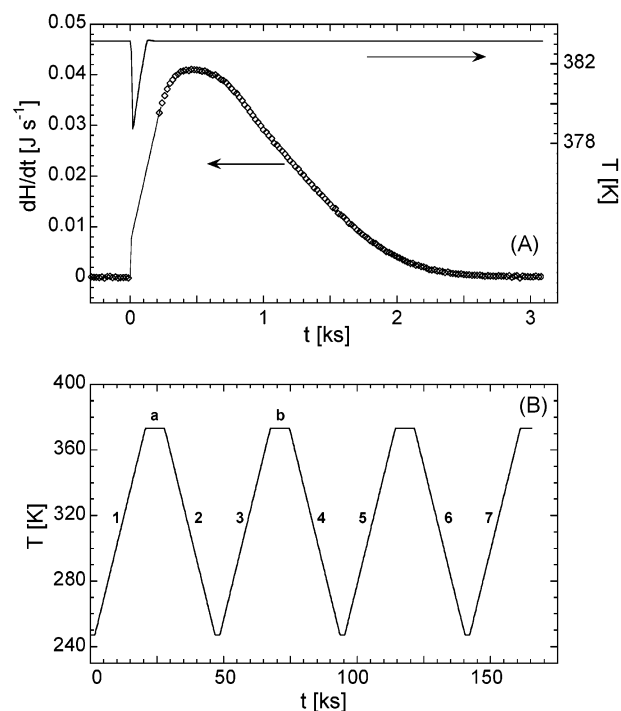 0.05
0.04
0.03
0.02
0.01
0
dH/dt [J s⁻¹]
382
378
T [K]
(A)
0 1 2 3
t [ks]
400
360
320
280
240
T [K]
(B)
a b
1 2 3 4 5 6 7
0 50 100 150
t [ks]